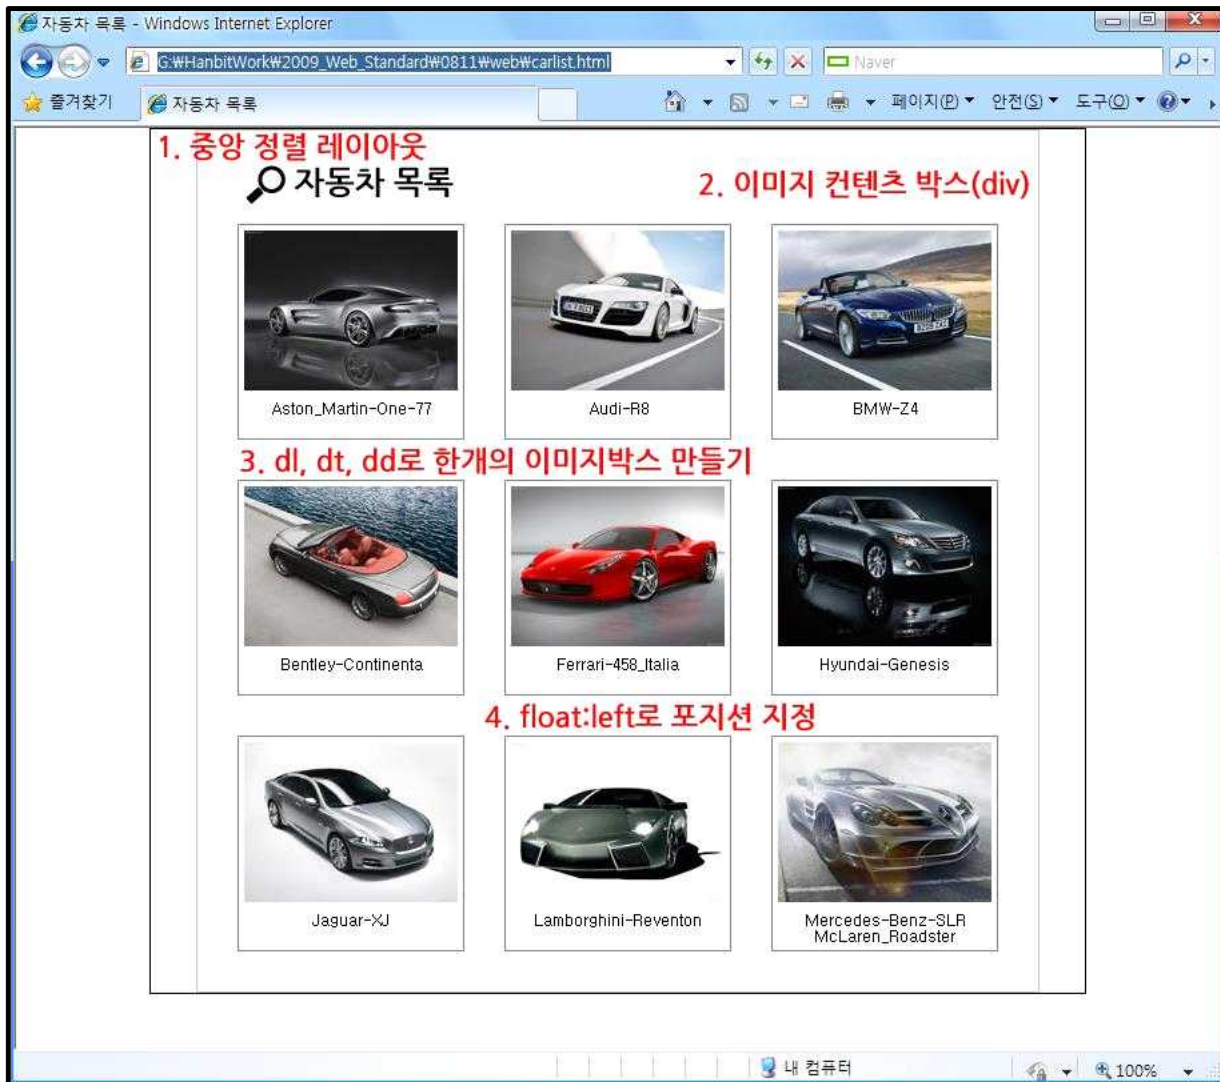 자동차 목록 - Windows Internet Explorer
G:₩HanbitWork₩2009_Web_Standard₩0811₩web₩carlist.html
Naver
즐겨찾기
자동차 목록
페이지(P)
안전(S)
도구(O)
1. 중앙 정렬 레이아웃
자동차 목록
2. 이미지 컨텐츠 박스(div)
Aston_Martin-One-77
Audi-R8
BMW-Z4
3. dl, dt, dd로 한개의 이미지박스 만들기
Bentley-Continenta
Ferrari-458_Italia
Hyundai-Genesis
4. float:left로 포지션 지정
Jaguar-XJ
Lamborghini-Reventon
Mercedes-Benz-SLR
McLaren_Roadster
내 컴퓨터
100%